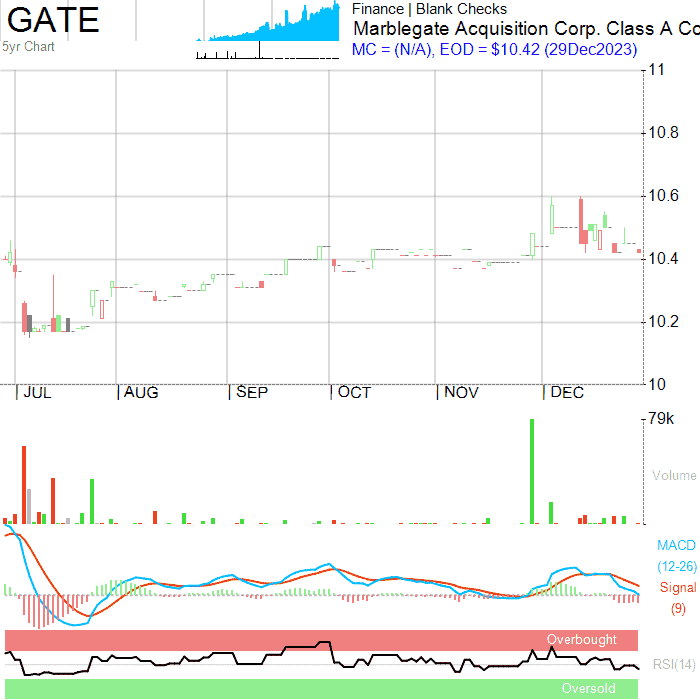 GATE
5yr Chart
Finance | Blank Checks
Marblegate Acquisition Corp. Class A Co
MC = (N/A), EOD = $10.42 (29Dec2023)
11
10.8
10.6
10.4
10.2
10
JUL AUG SEP OCT NOV DEC
79k
Volume
MACD
(12-26)
Signal
(9)
Overbought
RSI(14)
Oversold